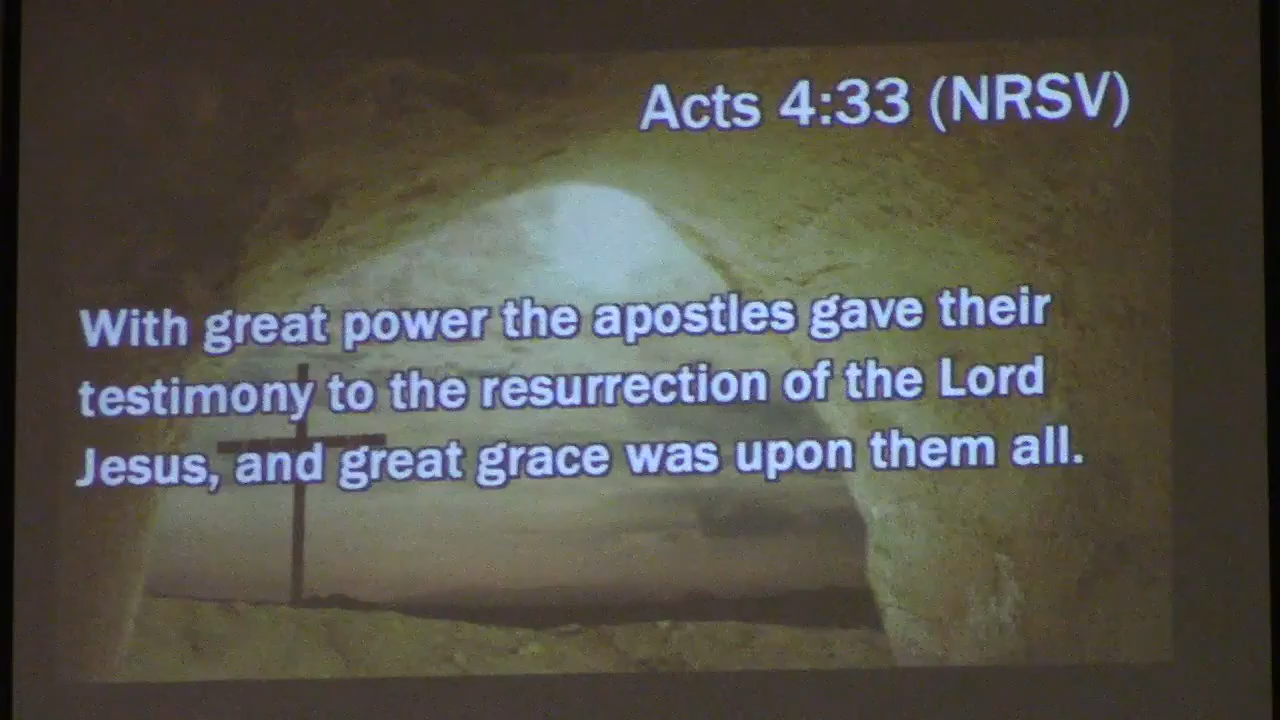 Acts 4:33 (NRSV)
With great power the apostles gave their
testimony to the resurrection of the Lord
Jesus, and great grace was upon them all.